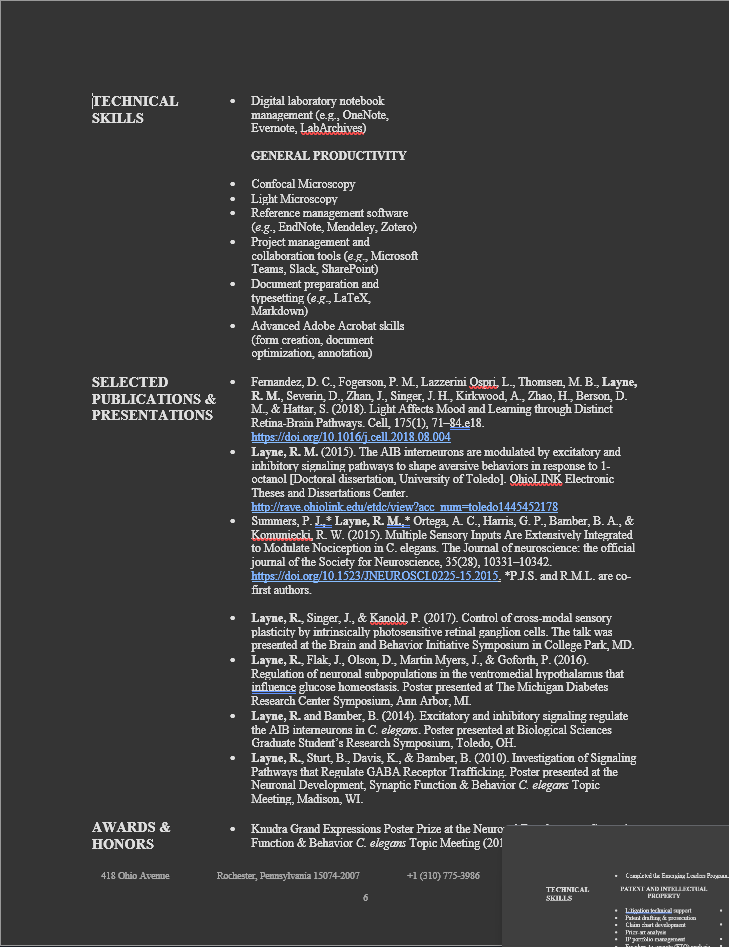 TECHNICAL
SKILLS
• Digital laboratory notebook
management (e.g., OneNote,
Evernote, LabArchives)
GENERAL PRODUCTIVITY
• Confocal Microscopy
• Light Microscopy
• Reference management software
(e.g., EndNote, Mendeley, Zotero)
• Project management and
collaboration tools (e.g., Microsoft
Teams, Slack, SharePoint)
• Document preparation and
typesetting (e.g., LaTeX,
Markdown)
• Advanced Adobe Acrobat skills
(form creation, document
optimization, annotation)
SELECTED
PUBLICATIONS &
PRESENTATIONS
• Fernandez, D. C., Fogerson, P. M., Lazzerini Ospri, L., Thomsen, M. B., Layne,
R. M., Severin, D., Zhan, J., Singer, J. H., Kirkwood, A., Zhao, H., Berson, D.
M., & Hattar, S. (2018). Light Affects Mood and Learning through Distinct
Retina-Brain Pathways. Cell, 175(1), 71–84.e18.
https://doi.org/10.1016/j.cell.2018.08.004
• Layne, R. M. (2015). The AIB interneurons are modulated by excitatory and
inhibitory signaling pathways to shape aversive behaviors in response to 1-
octanol [Doctoral dissertation, University of Toledo]. OhioLINK Electronic
Theses and Dissertations Center.
http://rave.ohiolink.edu/etdc/view?acc_num=toledo1445452178
• Summers, P. J.,* Layne, R. M.,* Ortega, A. C., Harris, G. P., Bamber, B. A., &
Komuniecki, R. W. (2015). Multiple Sensory Inputs Are Extensively Integrated
to Modulate Nociception in C. elegans. The Journal of neuroscience: the official
journal of the Society for Neuroscience, 35(28), 10331–10342.
https://doi.org/10.1523/JNEUROSCI.0225-15.2015. *P.J.S. and R.M.L. are co-
first authors.
• Layne, R., Singer, J., & Kanold, P. (2017). Control of cross-modal sensory
plasticity by intrinsically photosensitive retinal ganglion cells. The talk was
presented at the Brain and Behavior Initiative Symposium in College Park, MD.
• Layne, R., Flak, J., Olson, D., Martin Myers, J., & Goforth, P. (2016).
Regulation of neuronal subpopulations in the ventromedial hypothalamus that
influence glucose homeostasis. Poster presented at The Michigan Diabetes
Research Center Symposium, Ann Arbor, MI.
• Layne, R. and Bamber, B. (2014). Excitatory and inhibitory signaling regulate
the AIB interneurons in C. elegans. Poster presented at Biological Sciences
Graduate Student's Research Symposium, Toledo, OH.
• Layne, R., Sturt, B., Davis, K., & Bamber, B. (2010). Investigation of Signaling
Pathways that Regulate GABA Receptor Trafficking. Poster presented at the
Neuronal Development, Synaptic Function & Behavior C. elegans Topic
Meeting, Madison, WI.
AWARDS &
HONORS
• Knudra Grand Expressions Poster Prize at the Neuro
Function & Behavior C. elegans Topic Meeting (201
418 Ohio Avenue Rochester, Pennsylvania 15074-2007 +1 (310) 775-3986
6
• Completed the Emerging Leaders Program
TECHNICAL
SKILLS
PATENT AND INTELLECTUAL
PROPERTY
• Litigation technical support
• Patent drafting & prosecution
• Claim chart development
• Prior art analysis
• IP portfolio management